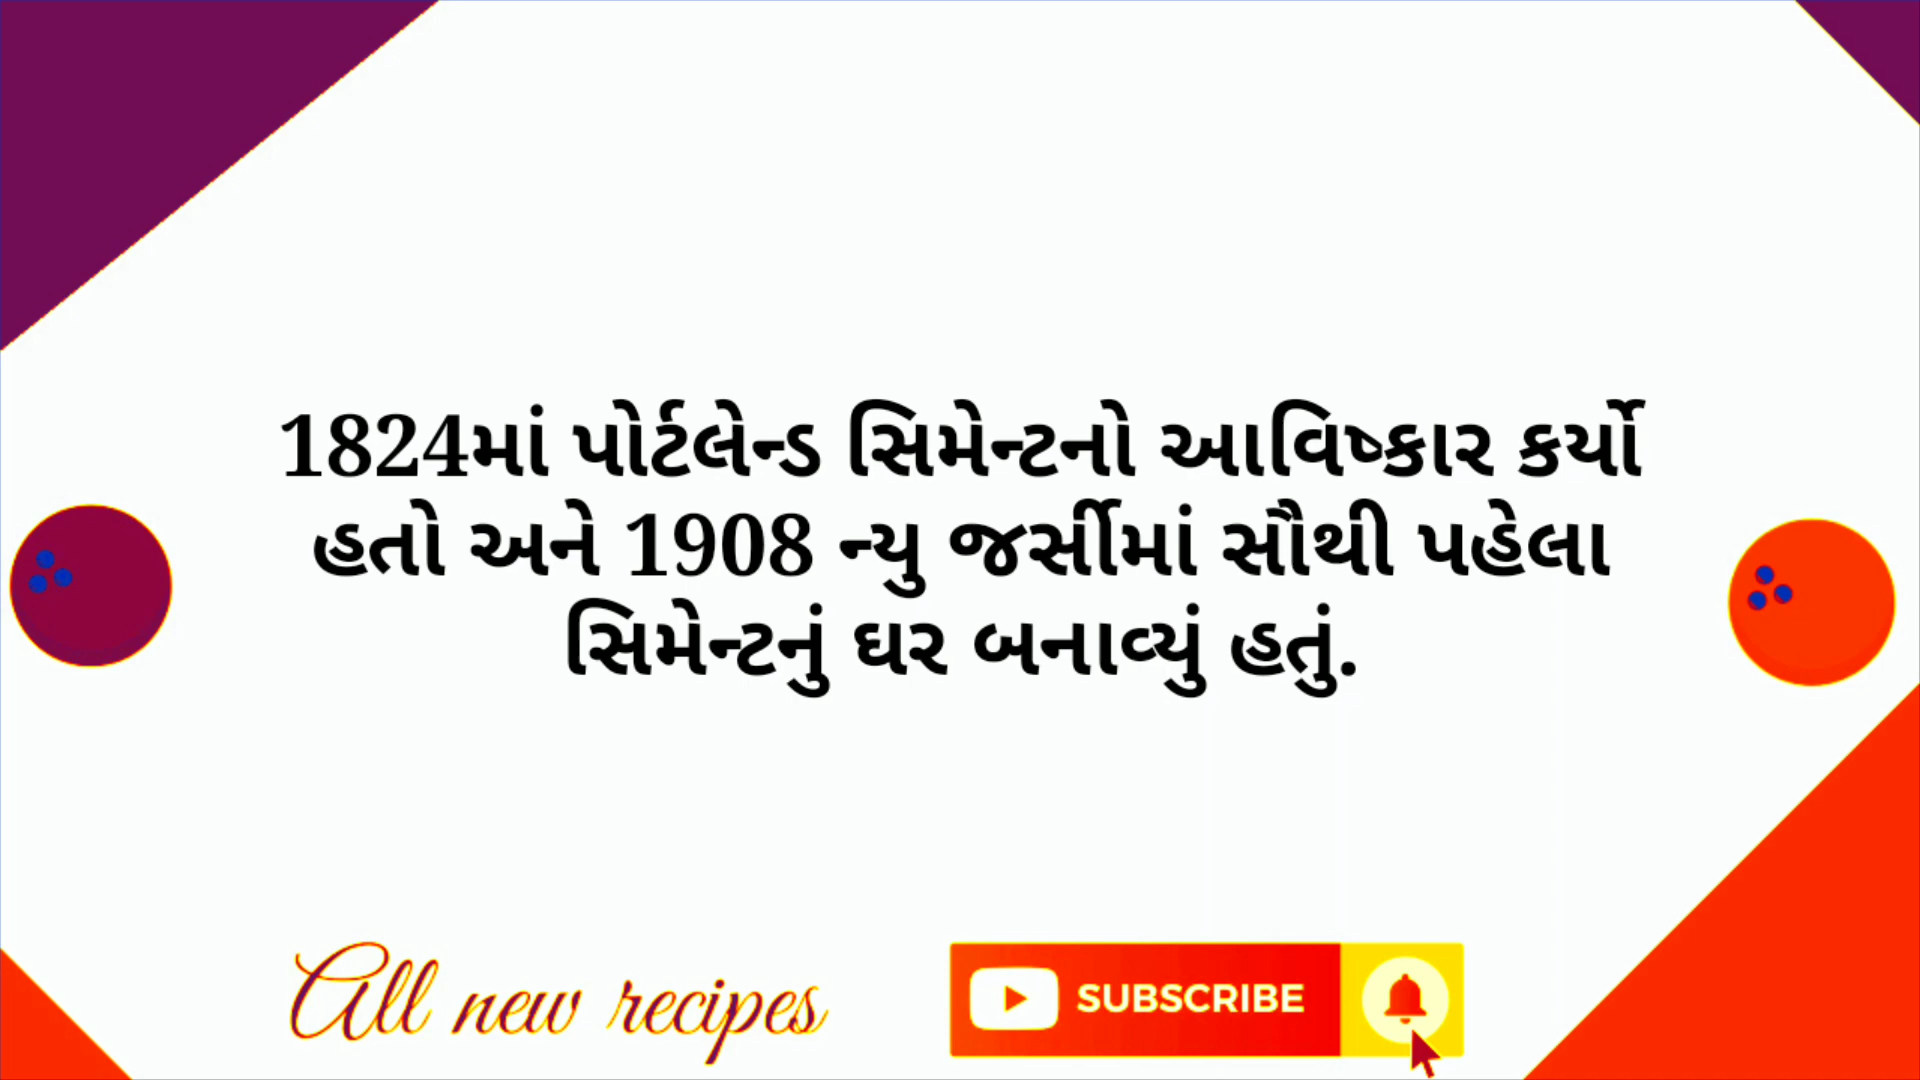 1824માં પોર્ટલેન્ડ સિમેન્ટનો આવિષ્કાર કર્યો
હતો અને 1908 ન્યુ જર્સીમાં સૌથી પહેલા
સિમેન્ટનું ઘર બનાવ્યું હતું.
All new recipes
SUBSCRIBE